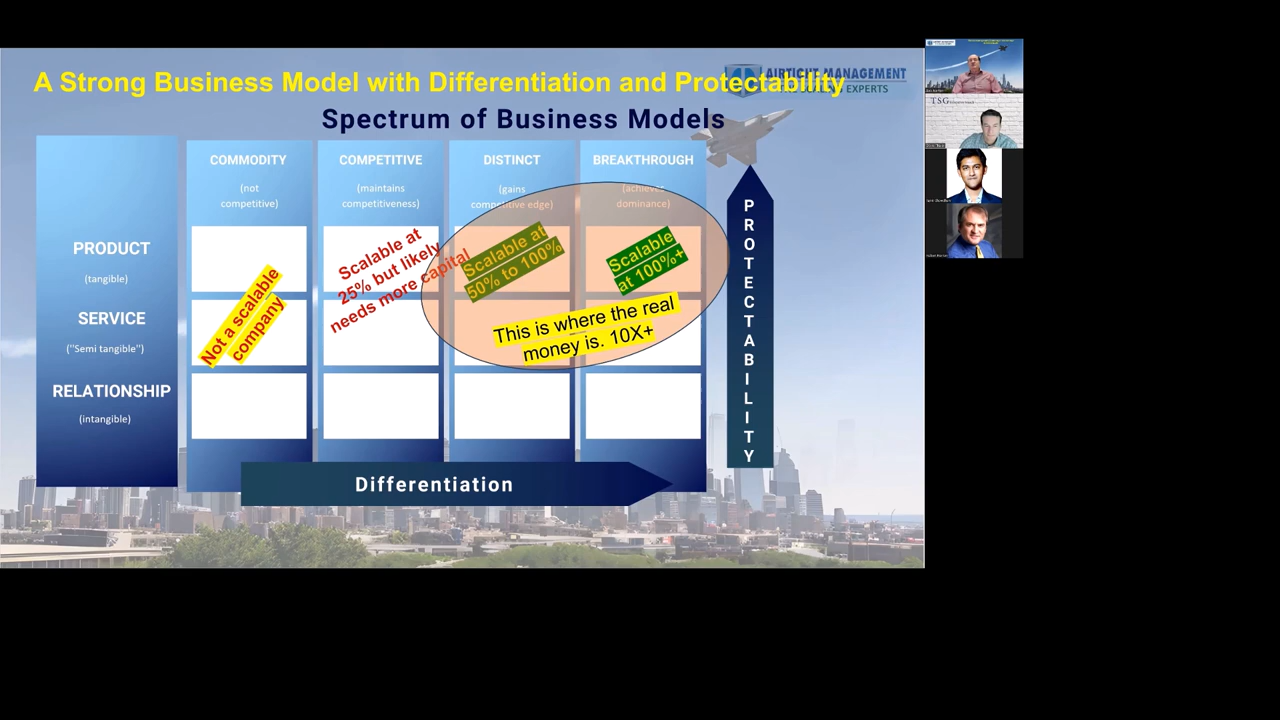 A Strong Business Model with Differentiation and Protectability
AIRTIGHT MANAGEMENT
EXPERTS
Spectrum of Business Models
COMMODITY
(not
competitive)
COMPETITIVE
(maintains
competitiveness)
DISTINCT
(gains
competitive edge)
BREAKTHROUGH
(achieves
dominance)
PRODUCT
(tangible)
SERVICE
("Semi tangible")
RELATIONSHIP
(intangible)
Not a scalable
company
Scalable at
25% but likely
needs more capital
Scalable at
50% to 100%
Scalable
at 100%+
This is where the real
money is. 10X+
PROTECTABILITY
Differentiation
TSG